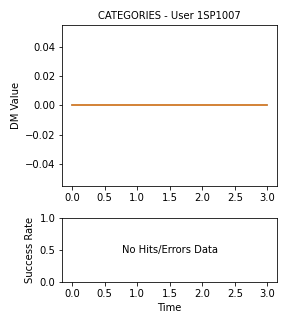 CATEGORIES - User 1SP1007
DM Value
0.04
0.02
0.00
−0.02
−0.04
0.0 0.5 1.0 1.5 2.0 2.5 3.0
Success Rate
1.0
0.5
0.0
No Hits/Errors Data
0.0 0.5 1.0 1.5 2.0 2.5 3.0
Time